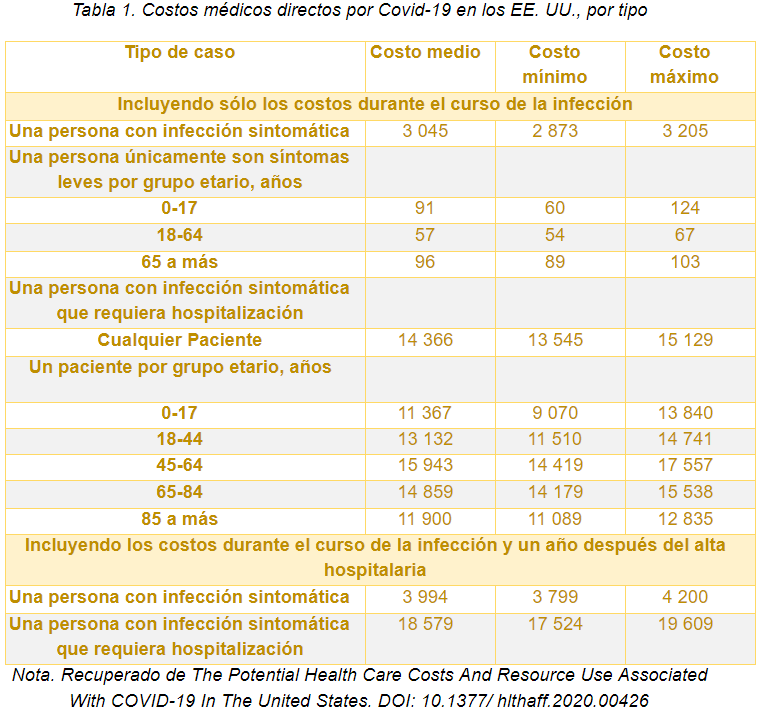 Tabla 1. Costos médicos directos por Covid-19 en los EE. UU., por tipo
Tipo de caso Costo medio Costo mínimo Costo máximo
Incluyendo sólo los costos durante el curso de la infección
Una persona con infección sintomática 3 045 2 873 3 205
Una persona únicamente son síntomas
leves por grupo etario, años
0-17 91 60 124
18-64 57 54 67
65 a más 96 89 103
Una persona con infección sintomática
que requiera hospitalización
Cualquier Paciente 14 366 13 545 15 129
Un paciente por grupo etario, años
0-17 11 367 9 070 13 840
18-44 13 132 11 510 14 741
45-64 15 943 14 419 17 557
65-84 14 859 14 179 15 538
85 a más 11 900 11 089 12 835
Incluyendo los costos durante el curso de la infección y un año después del alta
hospitalaria
Una persona con infección sintomática 3 994 3 799 4 200
Una persona con infección sintomática 18 579 17 524 19 609
que requiera hospitalización
Nota. Recuperado de The Potential Health Care Costs And Resource Use Associated
With COVID-19 In The United States. DOI: 10.1377/ hlthaff.2020.00426